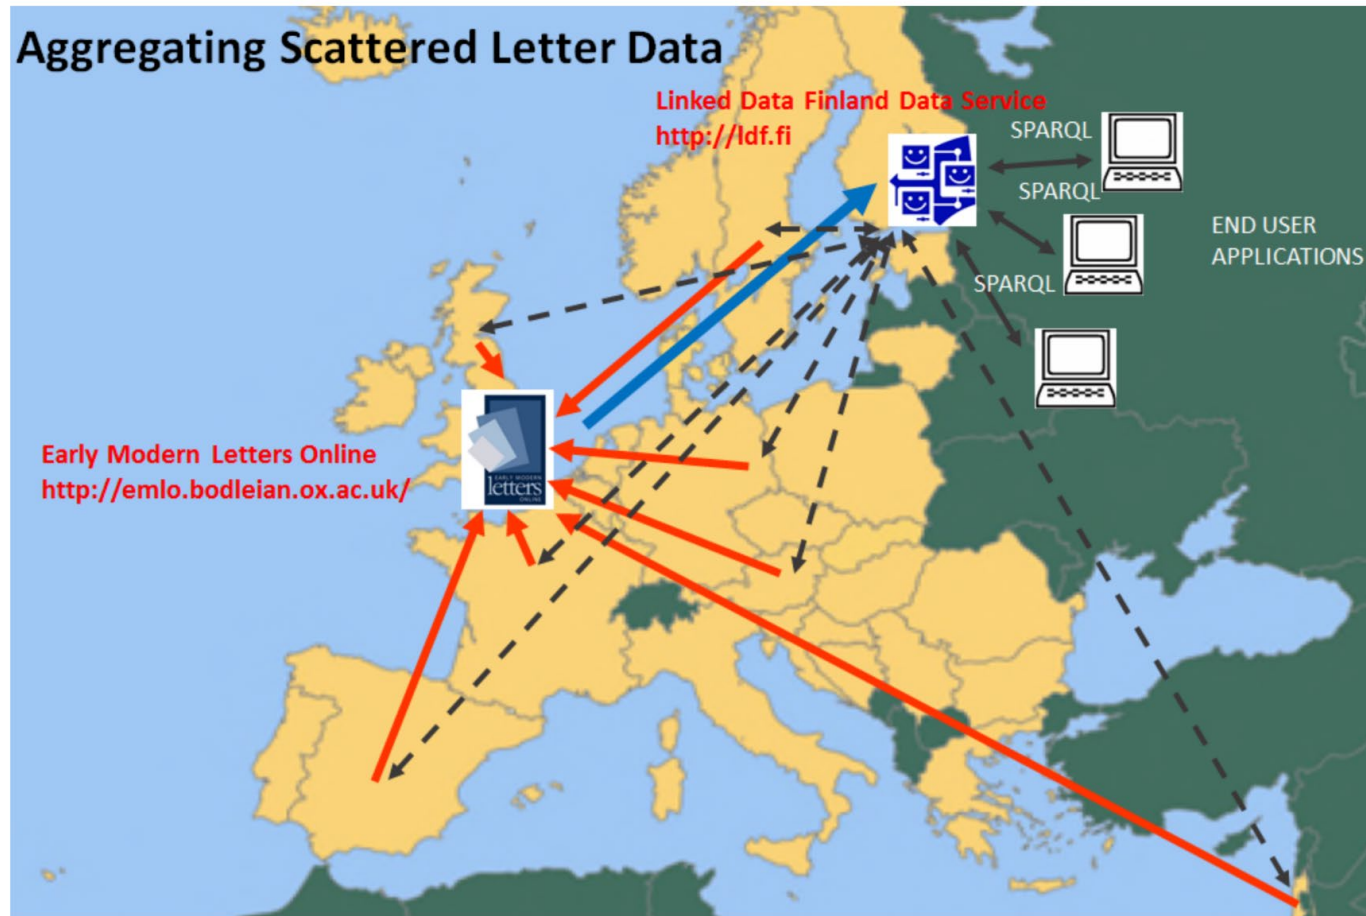 Aggregating Scattered Letter Data
Linked Data Finland Data Service
http://ldf.fi
SPARQL
SPARQL
END USER
APPLICATIONS
SPARQL
Early Modern Letters Online
http://emlo.bodleian.ox.ac.uk/
EARLY MODERN
letters
ONLINE